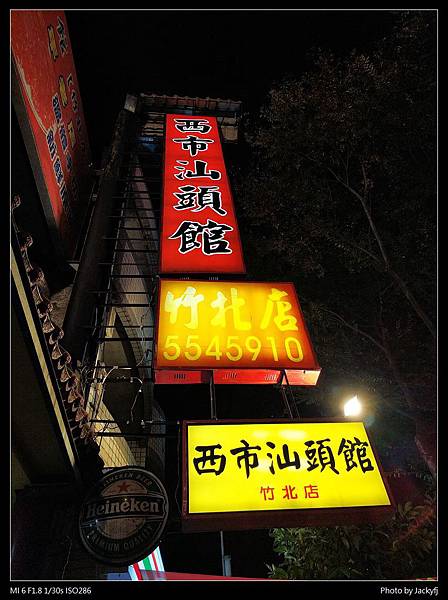 西市汕頭館
竹北店
5545910
西市汕頭館
竹北店
Heineken
MI 6 F1.8 1/30s ISO286
Photo by Jackyfj